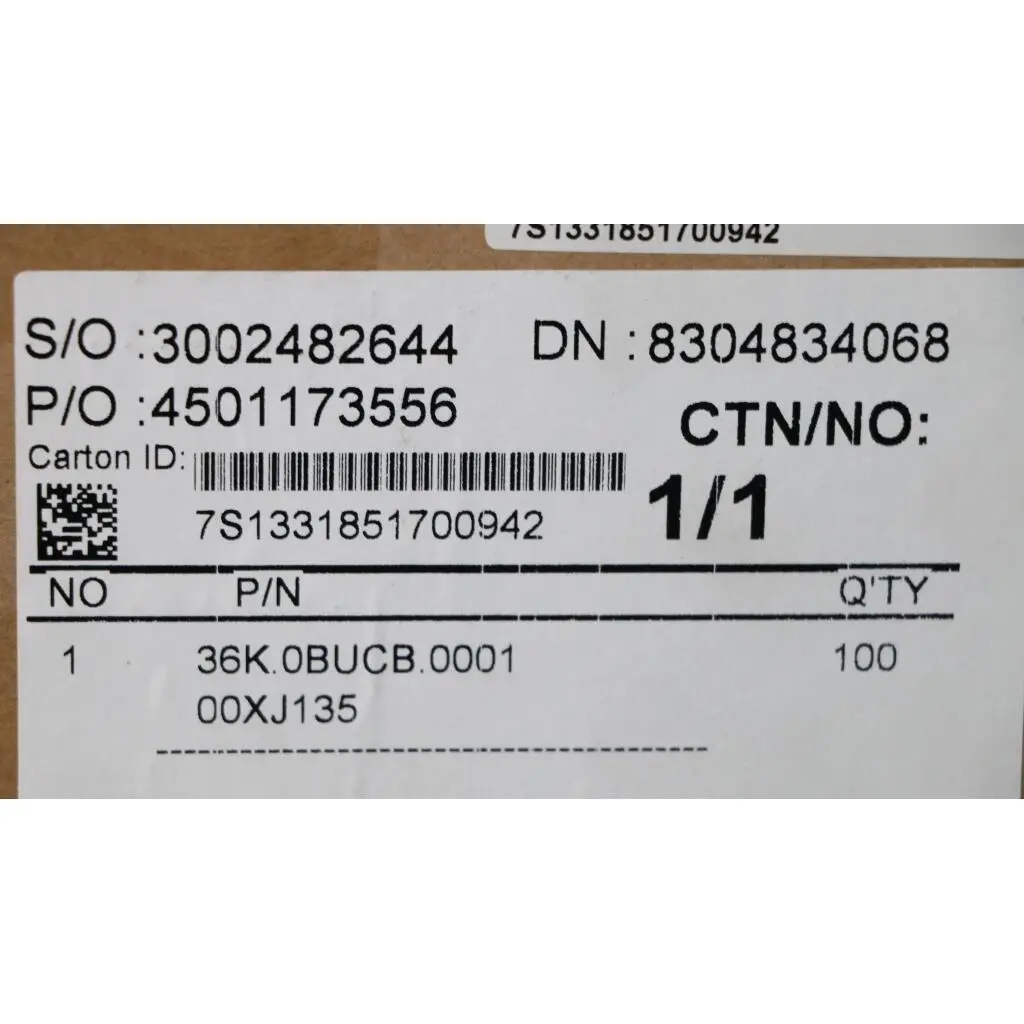 7S1331851700942
S/O :3002482644 DN :8304834068
P/O :4501173556
CTN/NO:
Carton ID:
7S1331851700942
1/1
NO P/N Q'TY
1 36K.0BUCB.0001 100
00XJ135